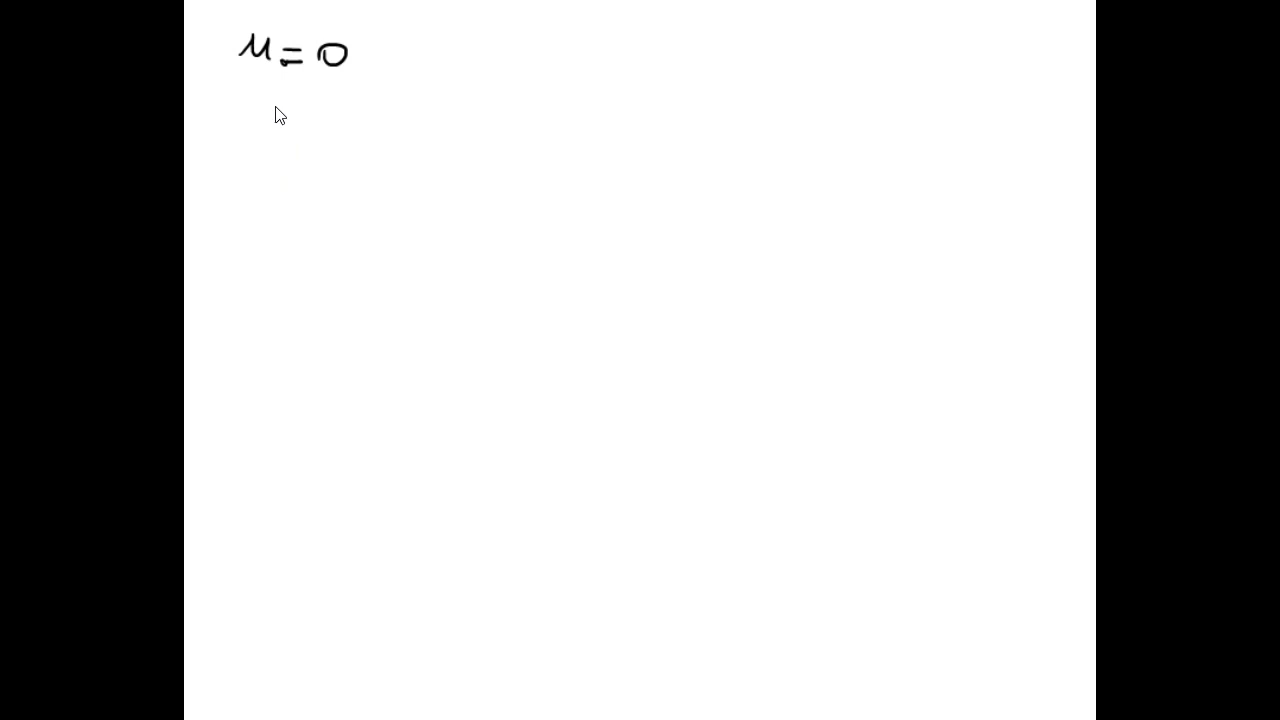 u = 0